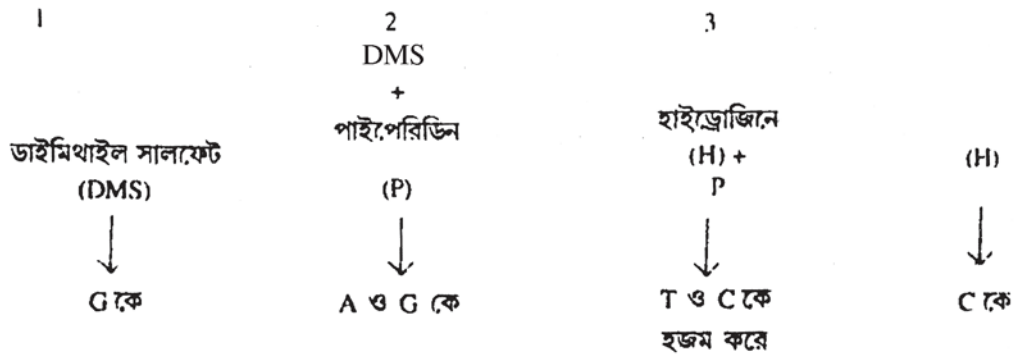 1 2 3
DMS
+
পাইপেরিডিন হাইড্রোজিনে
ডাইমিথাইল সালফেট (H) + (H)
(DMS) (P) P
G কে A ও G কে T ও C কে C কে
হজম করে